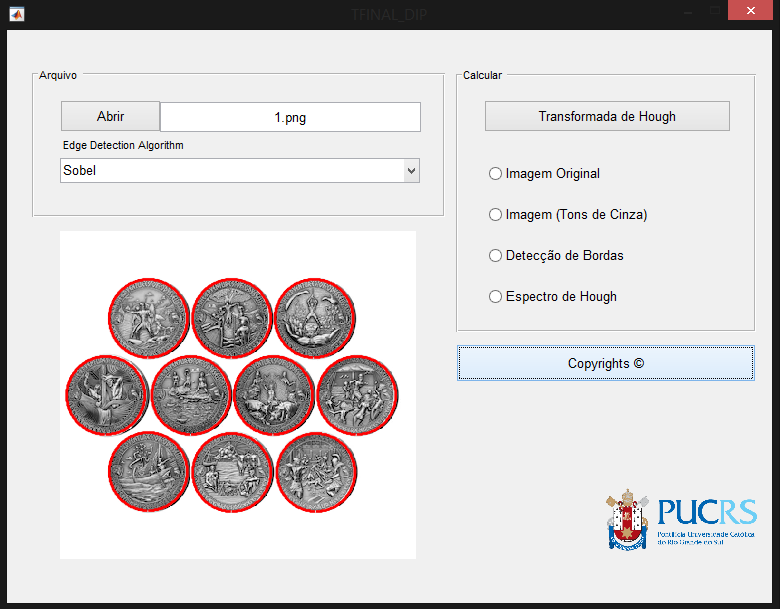 TFINAL_DIP
Arquivo
Abrir
1.png
Edge Detection Algorithm
Sobel
Calcular
Transformada de Hough
Imagem Original
Imagem (Tons de Cinza)
Detecção de Bordas
Espectro de Hough
Copyrights ©
PUCRS
Pontifícia Universidade Católica
do Rio Grande do Sul